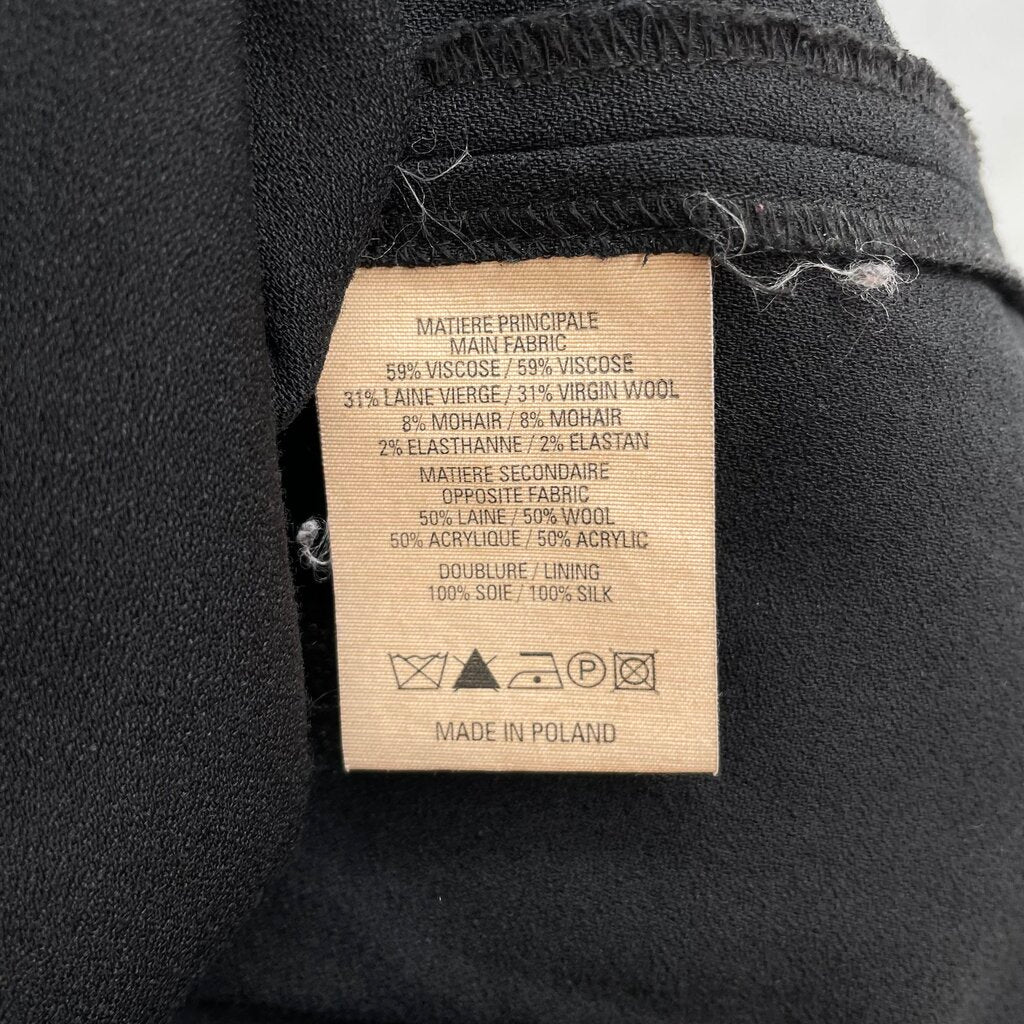 MATIERE PRINCIPALE
MAIN FABRIC
59% VISCOSE / 59% VISCOSE
31% LAINE VIERGE / 31% VIRGIN WOOL
8% MOHAIR / 8% MOHAIR
2% ELASTHANNE / 2% ELASTAN
MATIERE SECONDAIRE
OPPOSITE FABRIC
50% LAINE / 50% WOOL
50% ACRYLIQUE / 50% ACRYLIC
DOUBLURE / LINING
100% SOIE / 100% SILK
P
MADE IN POLAND